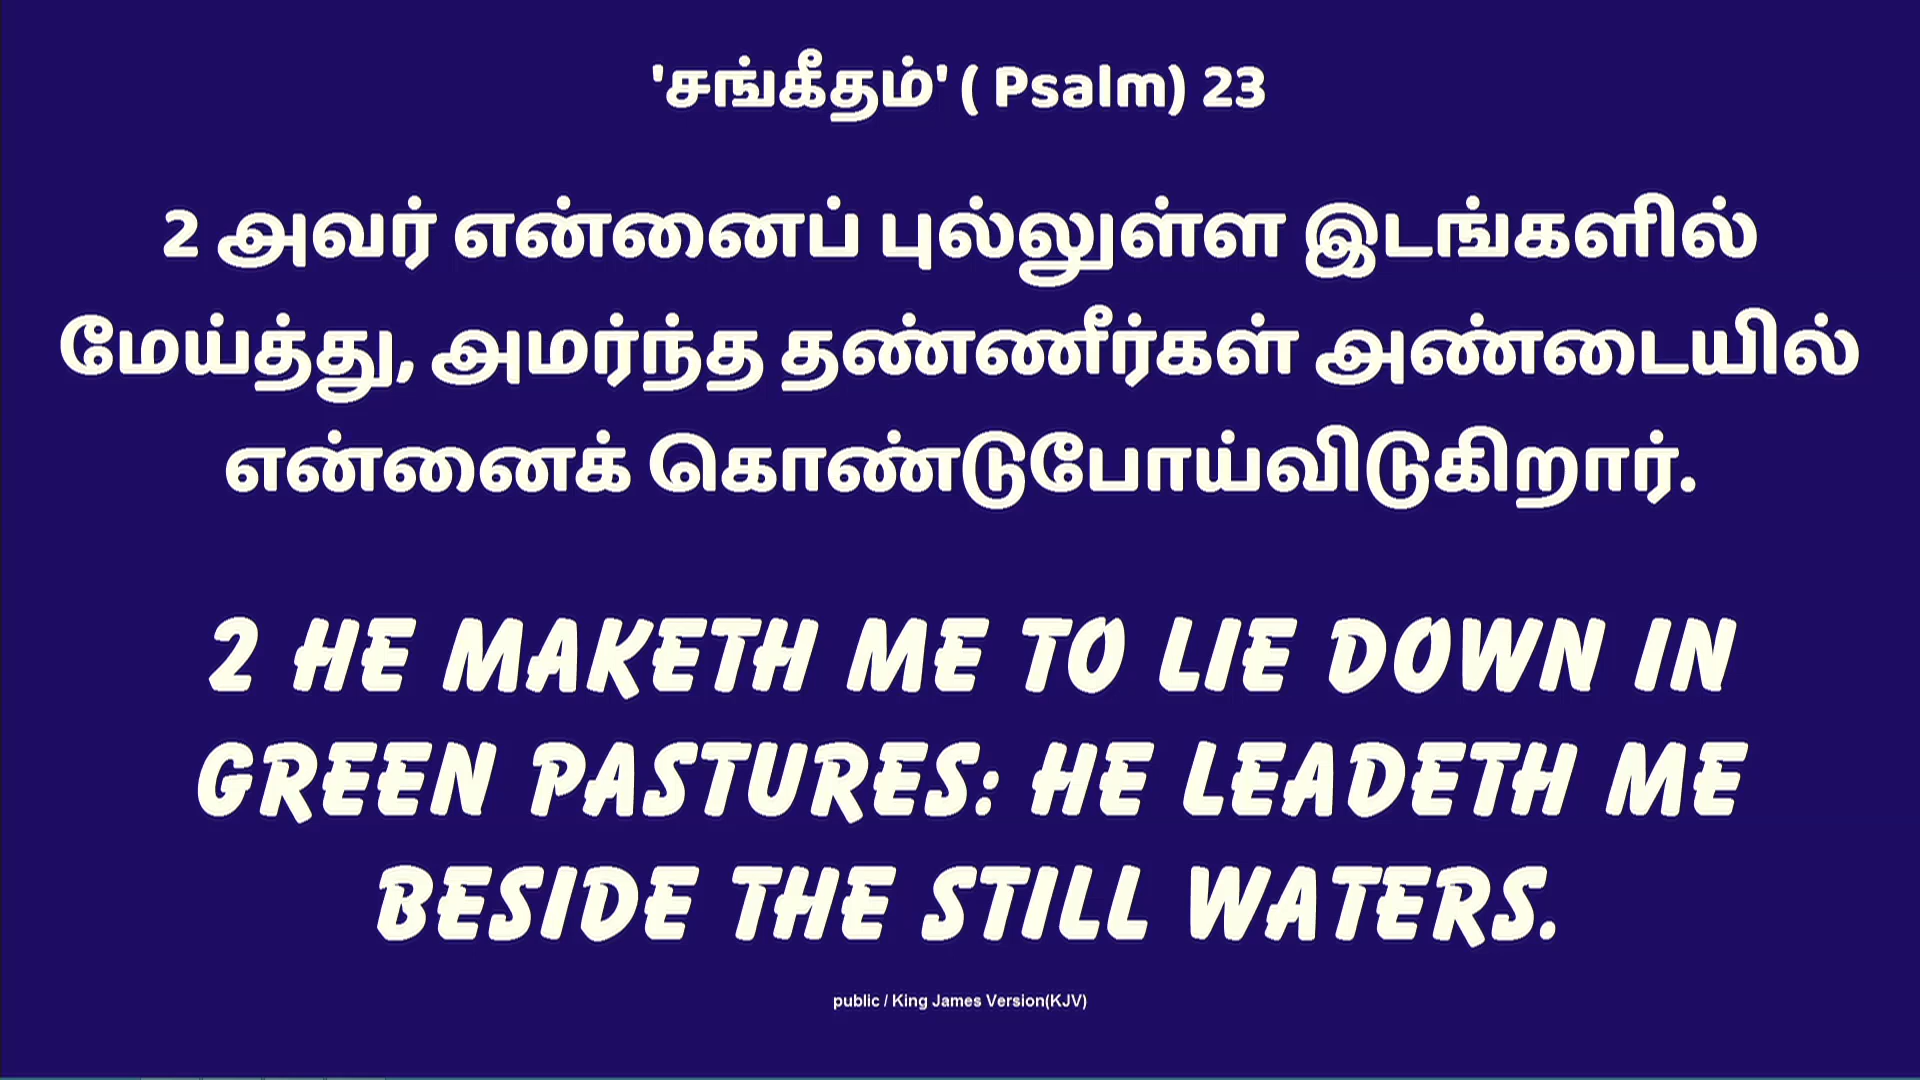 'சங்கீதம்' ( Psalm) 23
2 அவர் என்னைப் புல்லுள்ள இடங்களில்
மேய்த்து, அமர்ந்த தண்ணீர்கள் அண்டையில்
என்னைக் கொண்டுபோய்விடுகிறார்.
2 HE MAKETH ME TO LIE DOWN IN
GREEN PASTURES: HE LEADETH ME
BESIDE THE STILL WATERS.
public / King James Version(KJV)